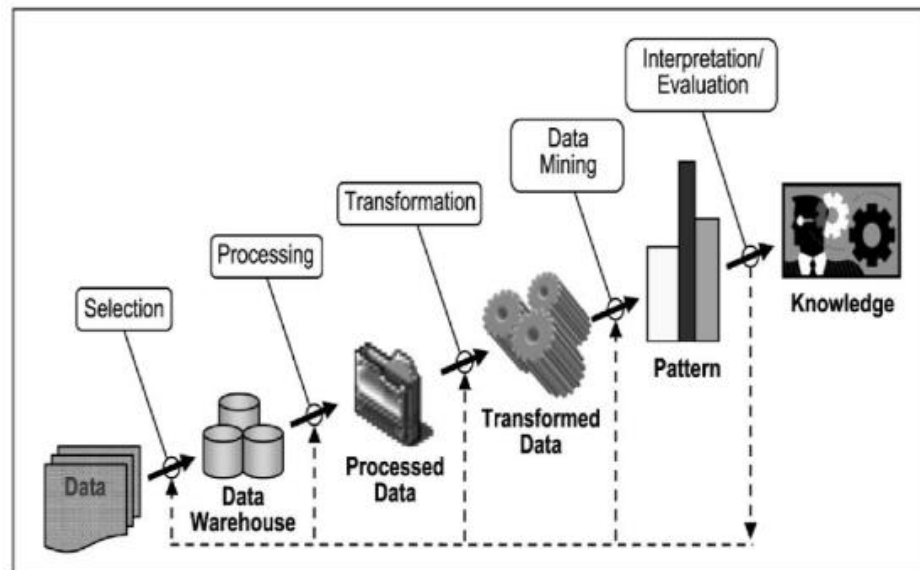 Interpretation/
Evaluation
Data
Mining
Transformation
Processing
Selection
Knowledge
Pattern
Transformed
Data
Processed
Data
Data
Warehouse
Data